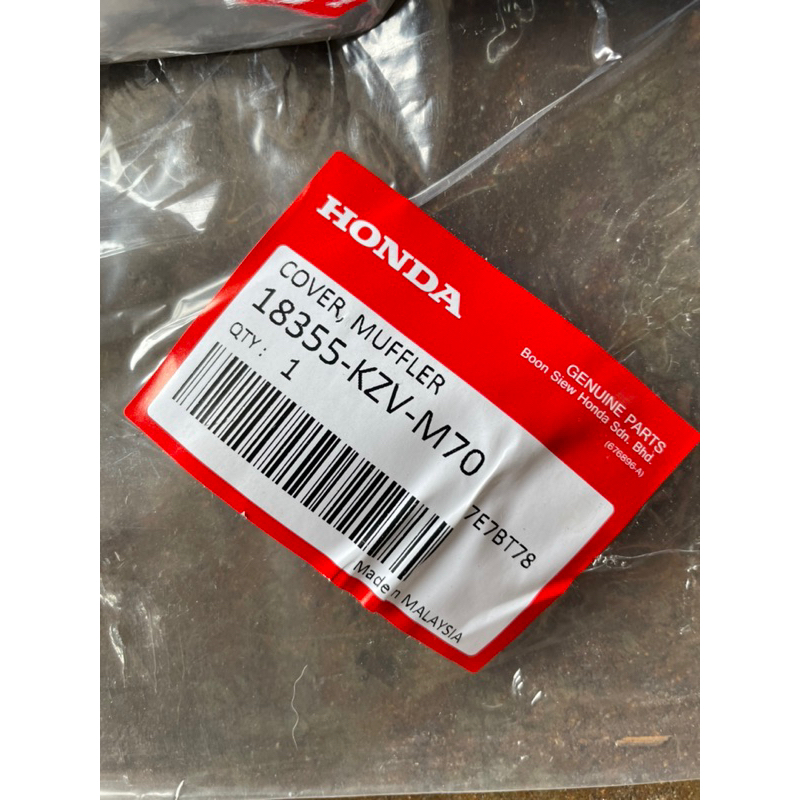 HONDA
GENUINE PARTS
Boon Siew Honda Sdn. Bhd.
(676896-A)
COVER, MUFFLER
18355-KZV-M70
QTY : 1
7E7BT78
Made n MALAYSIA